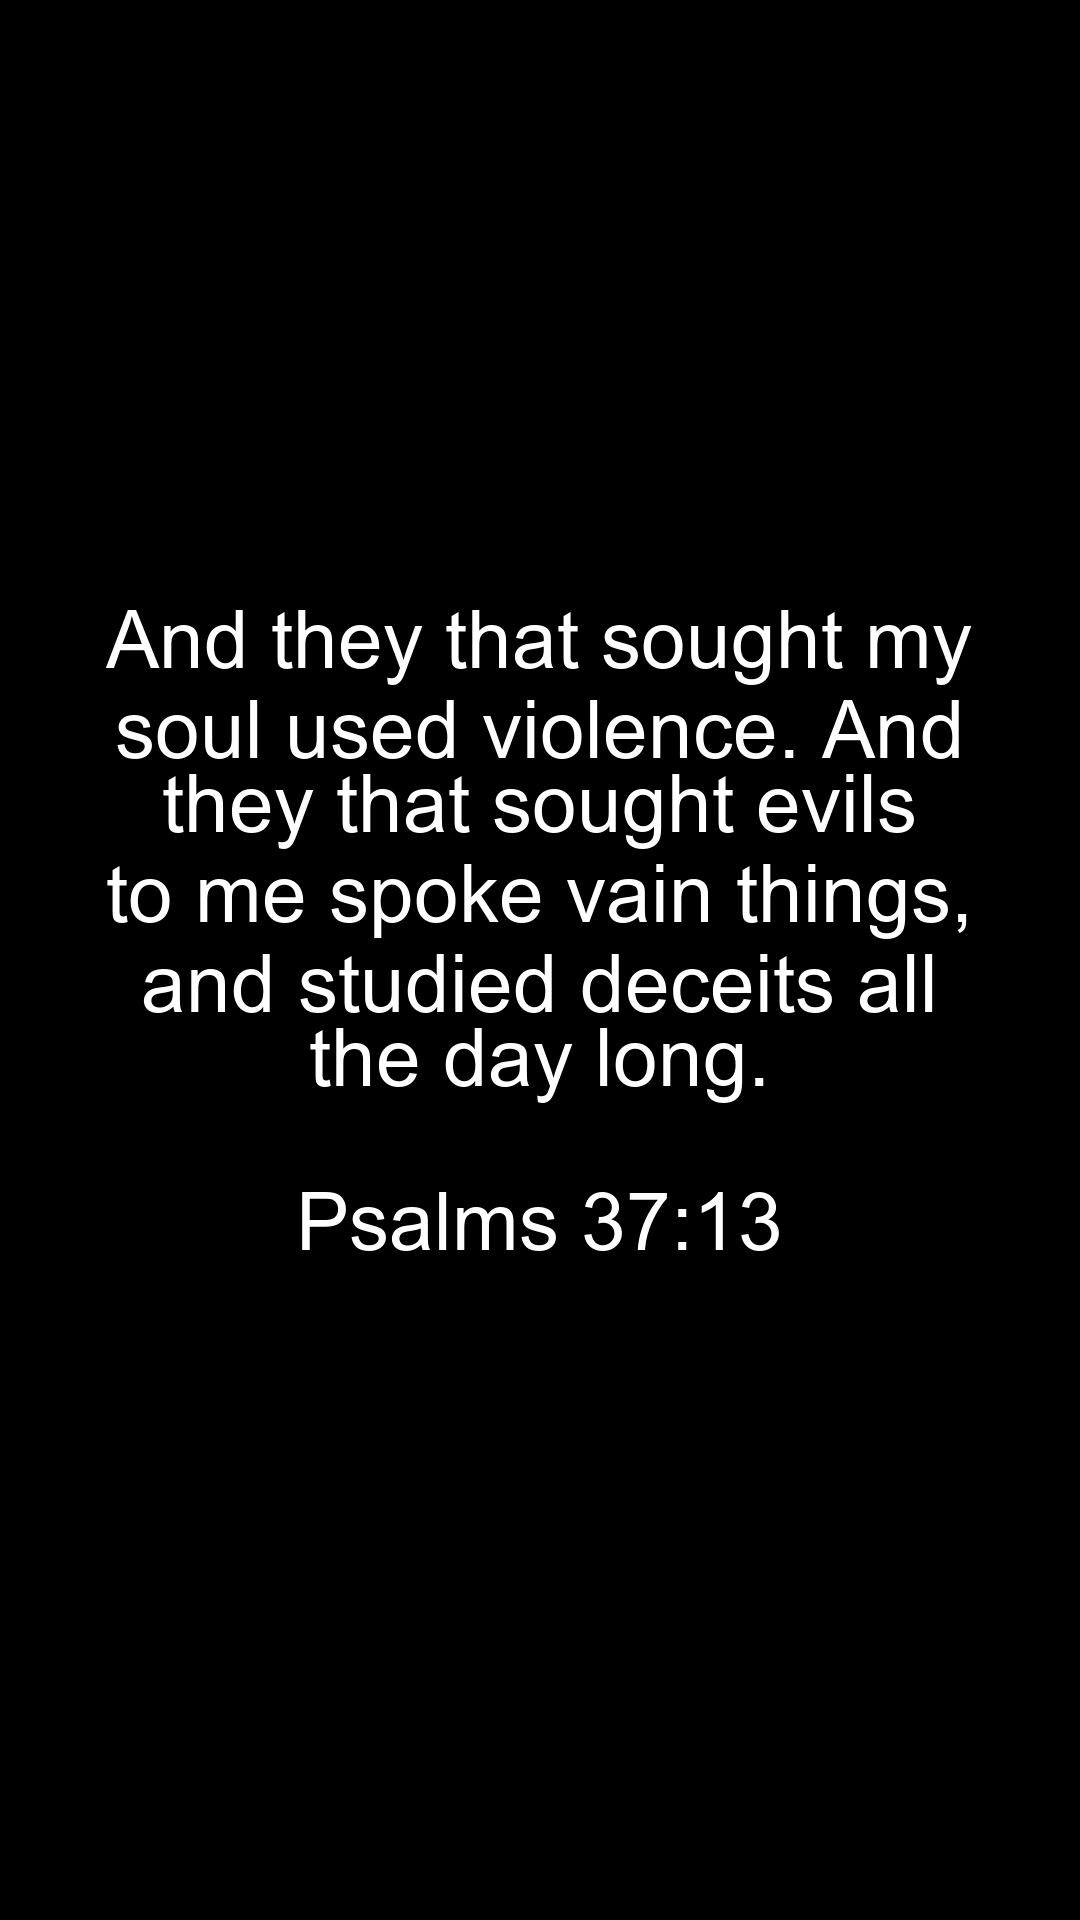 And they that sought my
soul used violence. And
they that sought evils
to me spoke vain things,
and studied deceits all
the day long.
Psalms 37:13